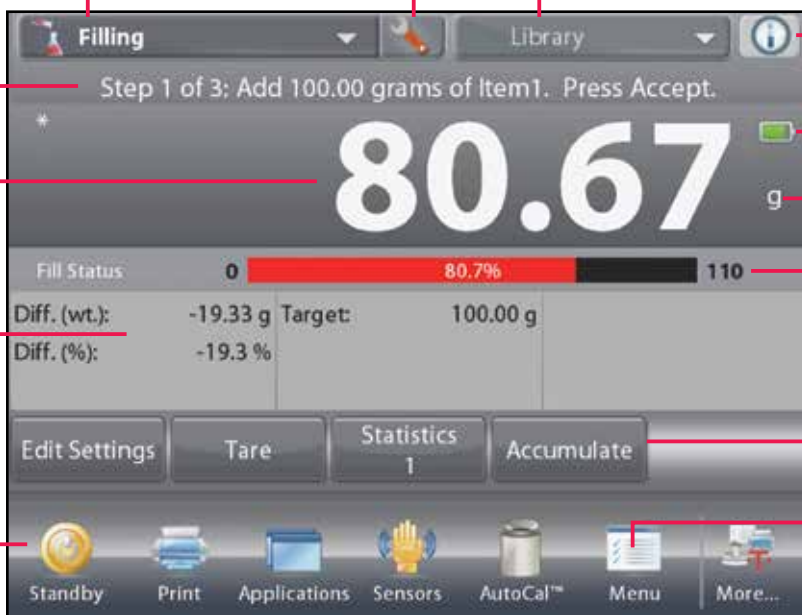 Filling Library
Step 1 of 3: Add 100.00 grams of Item1. Press Accept.
*
80.67
g
Fill Status 0 80.7% 110
Diff. (wt.): -19.33 g Target: 100.00 g
Diff. (%): -19.3 %
Edit Settings Tare Statistics Accumulate
1
Standby Print Applications Sensors AutoCal™ Menu More...